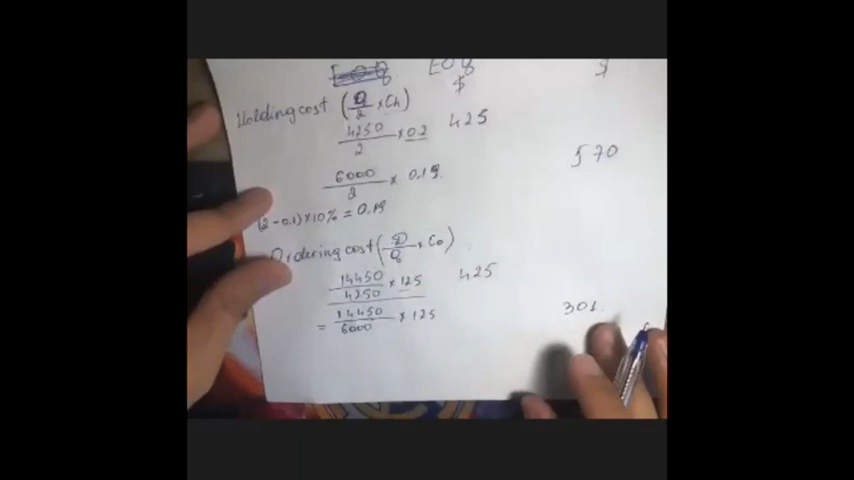 EOQ $
$
Holding cost (Q/2 × Ch)
4250/2 × 0.2 425
570
6000/2 × 0.19
(2-0.1)×10% = 0.19
Ordering cost (D/Q × Co)
14450/4250 × 125 425
= 14450/6000 × 125 301